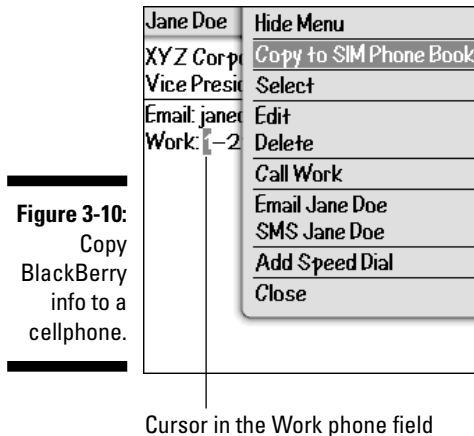 Jane Doe
XYZ Corp
Vice Presi
Email: jane
Work: 1-2
Hide Menu
Copy to SIM Phone Book
Select
Edit
Delete
Call Work
Email Jane Doe
SMS Jane Doe
Add Speed Dial
Close
Figure 3-10:
Copy
BlackBerry
info to a
cellphone.
Cursor in the Work phone field